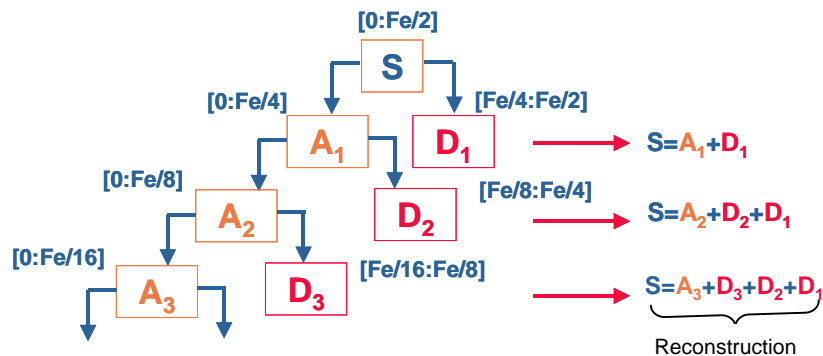 [0:Fe/2]
S
[0:Fe/4]
[Fe/4:Fe/2]
A₁
D₁
S=A₁+D₁
[0:Fe/8]
[Fe/8:Fe/4]
A₂
D₂
S=A₂+D₂+D₁
[0:Fe/16]
[Fe/16:Fe/8]
A₃
D₃
S=A₃+D₃+D₂+D₁
Reconstruction